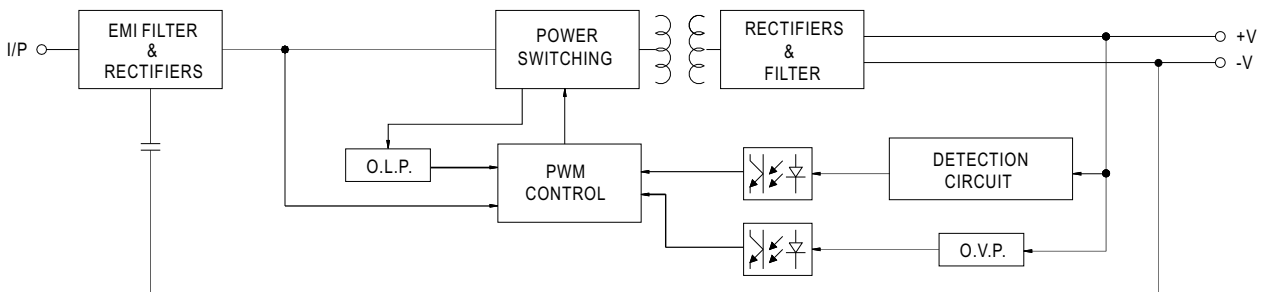 I/P
EMI FILTER
&
RECTIFIERS
POWER
SWITCHING
RECTIFIERS
&
FILTER
+V
-V
O.L.P.
PWM
CONTROL
DETECTION
CIRCUIT
O.V.P.